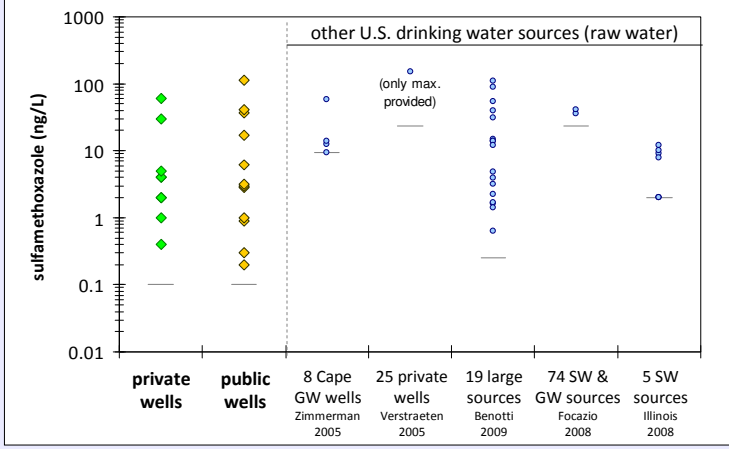 other U.S. drinking water sources (raw water)
(only max.
provided)
sulfamethoxazole (ng/L)
1000
100
10
1
0.1
0.01
private
wells
public
wells
8 Cape
GW wells
Zimmerman
2005
25 private
wells
Verstraeten
2005
19 large
sources
Benotti
2009
74 SW &
GW sources
Focazio
2008
5 SW
sources
Illinois
2008